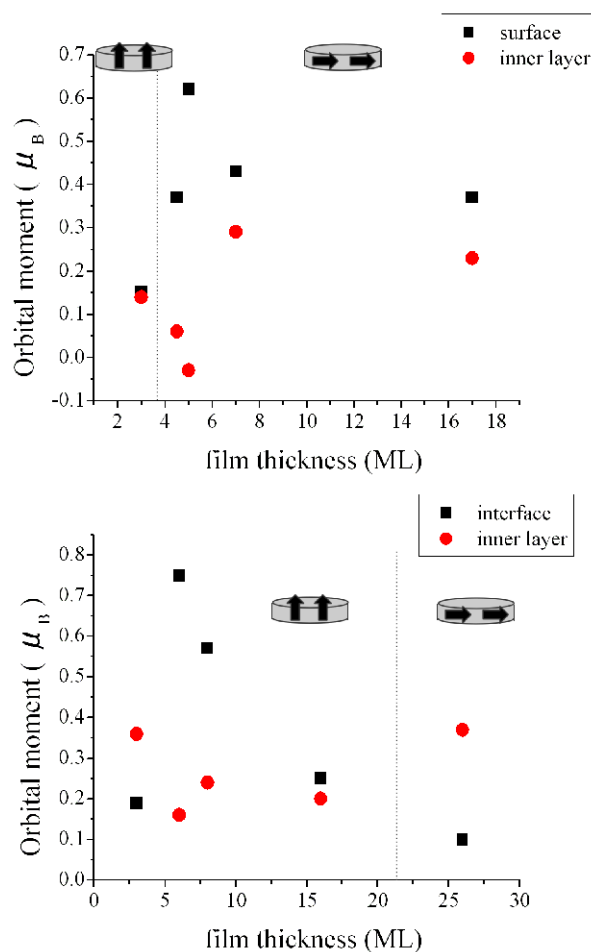 surface
inner layer
0.7
0.6
0.5
0.4
0.3
0.2
0.1
0.0
-0.1
Orbital moment ( μ B )
2 4 6 8 10 12 14 16 18
film thickness (ML)
interface
inner layer
0.8
0.7
0.6
0.5
0.4
0.3
0.2
0.1
0.0
Orbital moment ( μ B )
0 5 10 15 20 25 30
film thickness (ML)